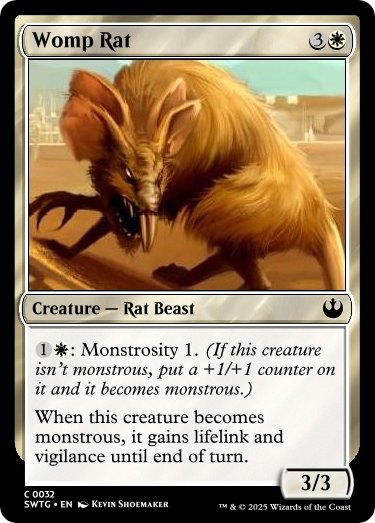 Womp Rat 3
Creature — Rat Beast
1 : Monstrosity 1. (If this creature
isn't monstrous, put a +1/+1 counter on
it and it becomes monstrous.)
When this creature becomes
monstrous, it gains lifelink and
vigilance until end of turn.
3/3
C 0032
SWTG • EN Kevin Shoemaker
™ & © 2025 Wizards of the Coast